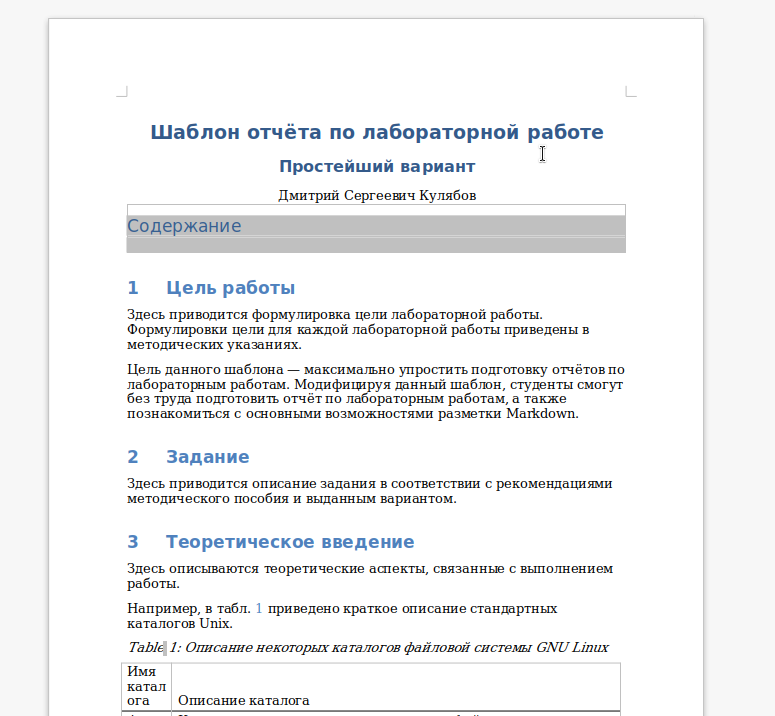 Шаблон отчёта по лабораторной работе
Простейший вариант
Дмитрий Сергеевич Кулябов
Содержание
1 Цель работы
Здесь приводится формулировка цели лабораторной работы.
Формулировки цели для каждой лабораторной работы приведены в
методических указаниях.
Цель данного шаблона — максимально упростить подготовку отчётов по
лабораторным работам. Модифицируя данный шаблон, студенты смогут
без труда подготовить отчёт по лабораторным работам, а также
познакомиться с основными возможностями разметки Markdown.
2 Задание
Здесь приводится описание задания в соответствии с рекомендациями
методического пособия и выданным вариантом.
3 Теоретическое введение
Здесь описываются теоретические аспекты, связанные с выполнением
работы.
Например, в табл. 1 приведено краткое описание стандартных
каталогов Unix.
Table 1: Описание некоторых каталогов файловой системы GNU Linux
Имя
катал
ога Описание каталога